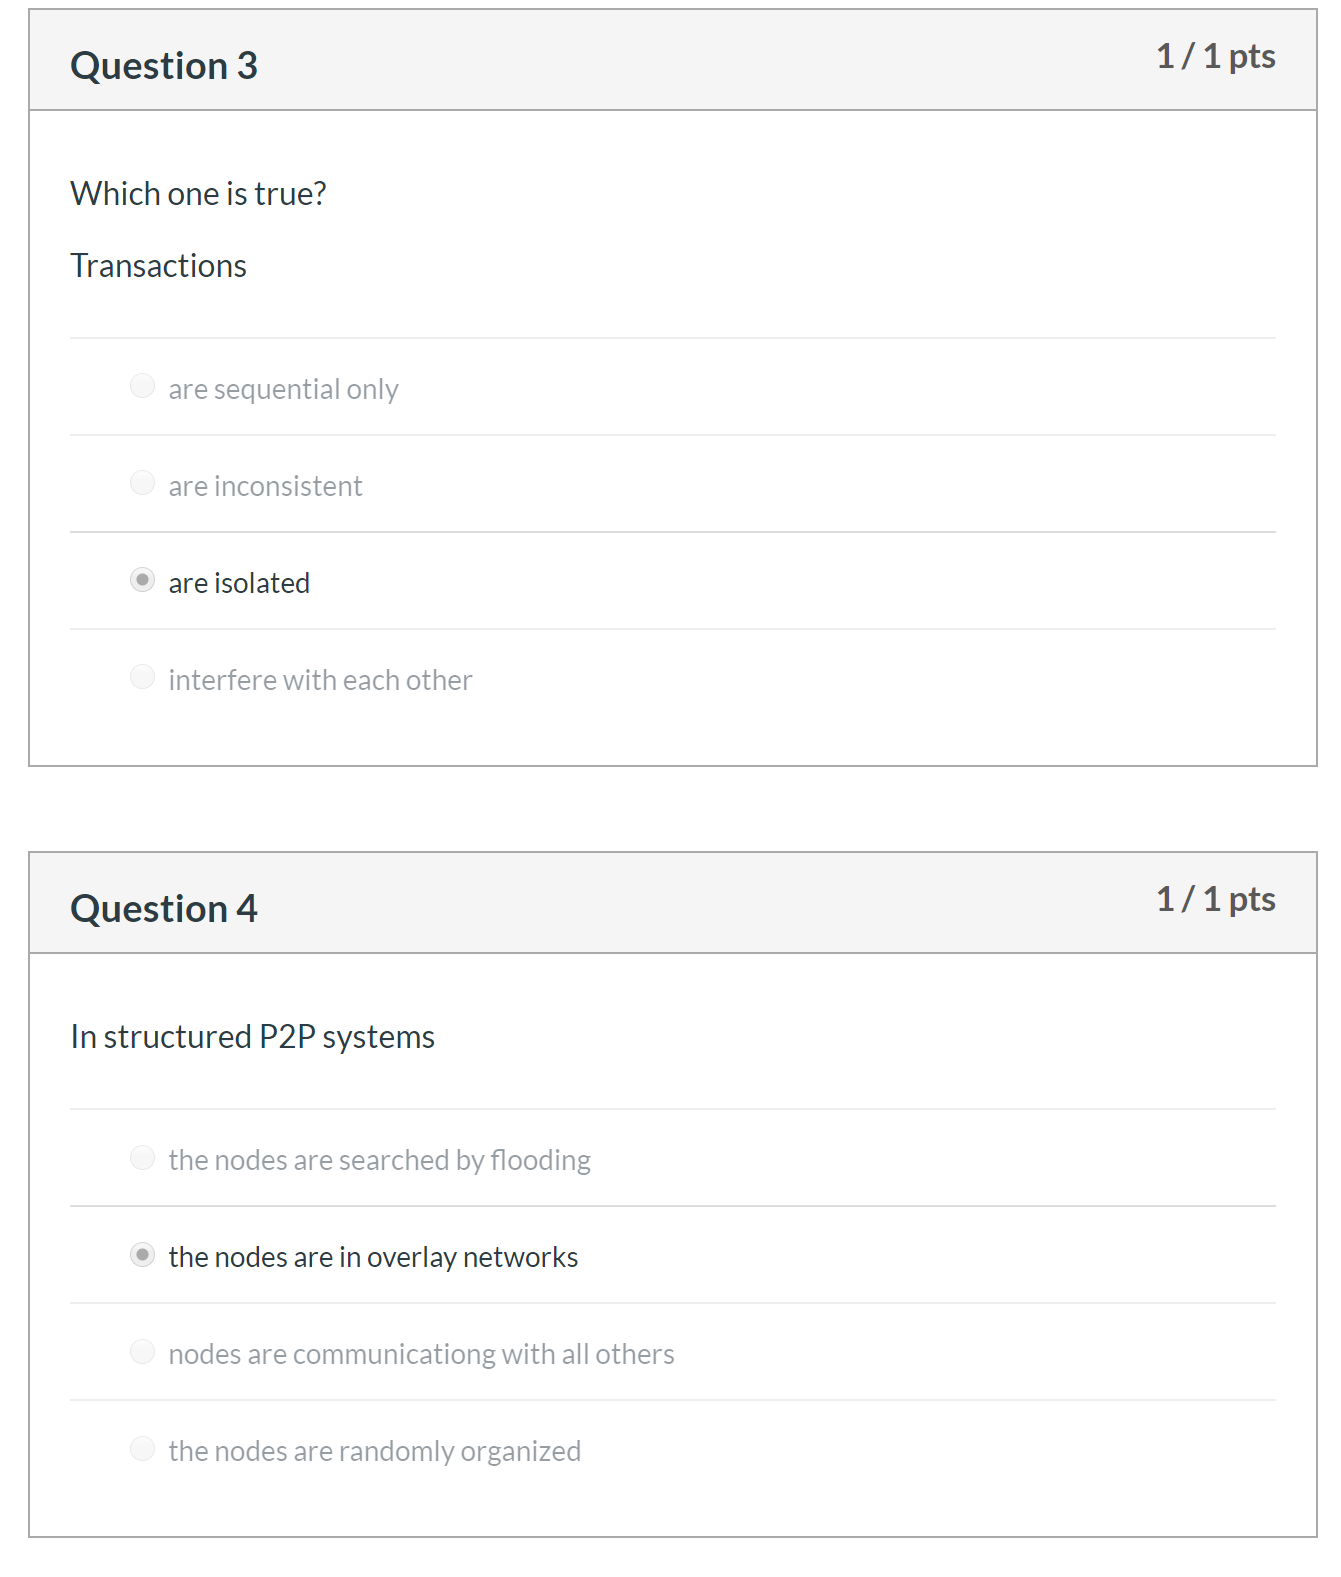 Question 3
1 / 1 pts
Which one is true?
Transactions
are sequential only
are inconsistent
are isolated
interfere with each other
Question 4
1 / 1 pts
In structured P2P systems
the nodes are searched by flooding
the nodes are in overlay networks
nodes are communicationg with all others
the nodes are randomly organized